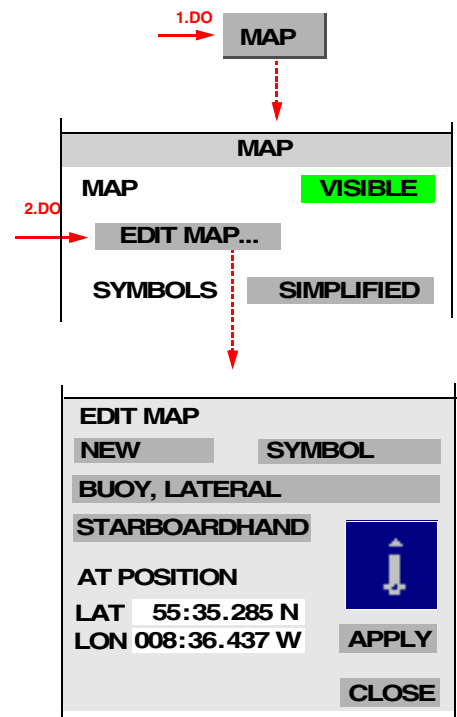 1.DO
MAP
MAP
MAP VISIBLE
2.DO
EDIT MAP...
SYMBOLS SIMPLIFIED
EDIT MAP
NEW SYMBOL
BUOY, LATERAL
STARBOARDHAND
AT POSITION
LAT 55:35.285 N
LON 008:36.437 W APPLY
CLOSE